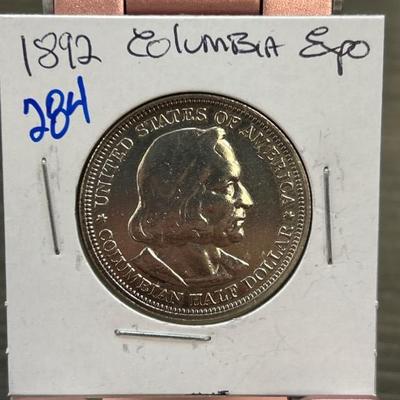 1892 Columbia Expo
284
UNITED STATES OF AMERICA
COLUMBIAN HALF DOLLAR